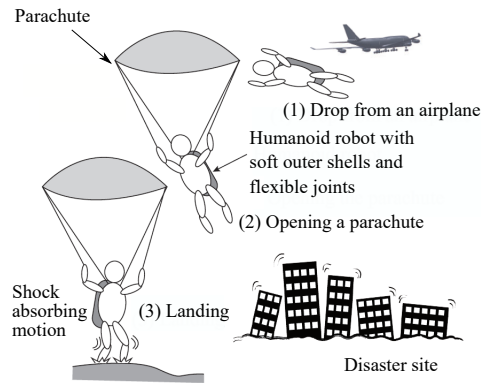 Parachute
(1) Drop from an airplane
Humanoid robot with
soft outer shells and
flexible joints
(2) Opening a parachute
Shock
absorbing
motion
(3) Landing
Disaster site